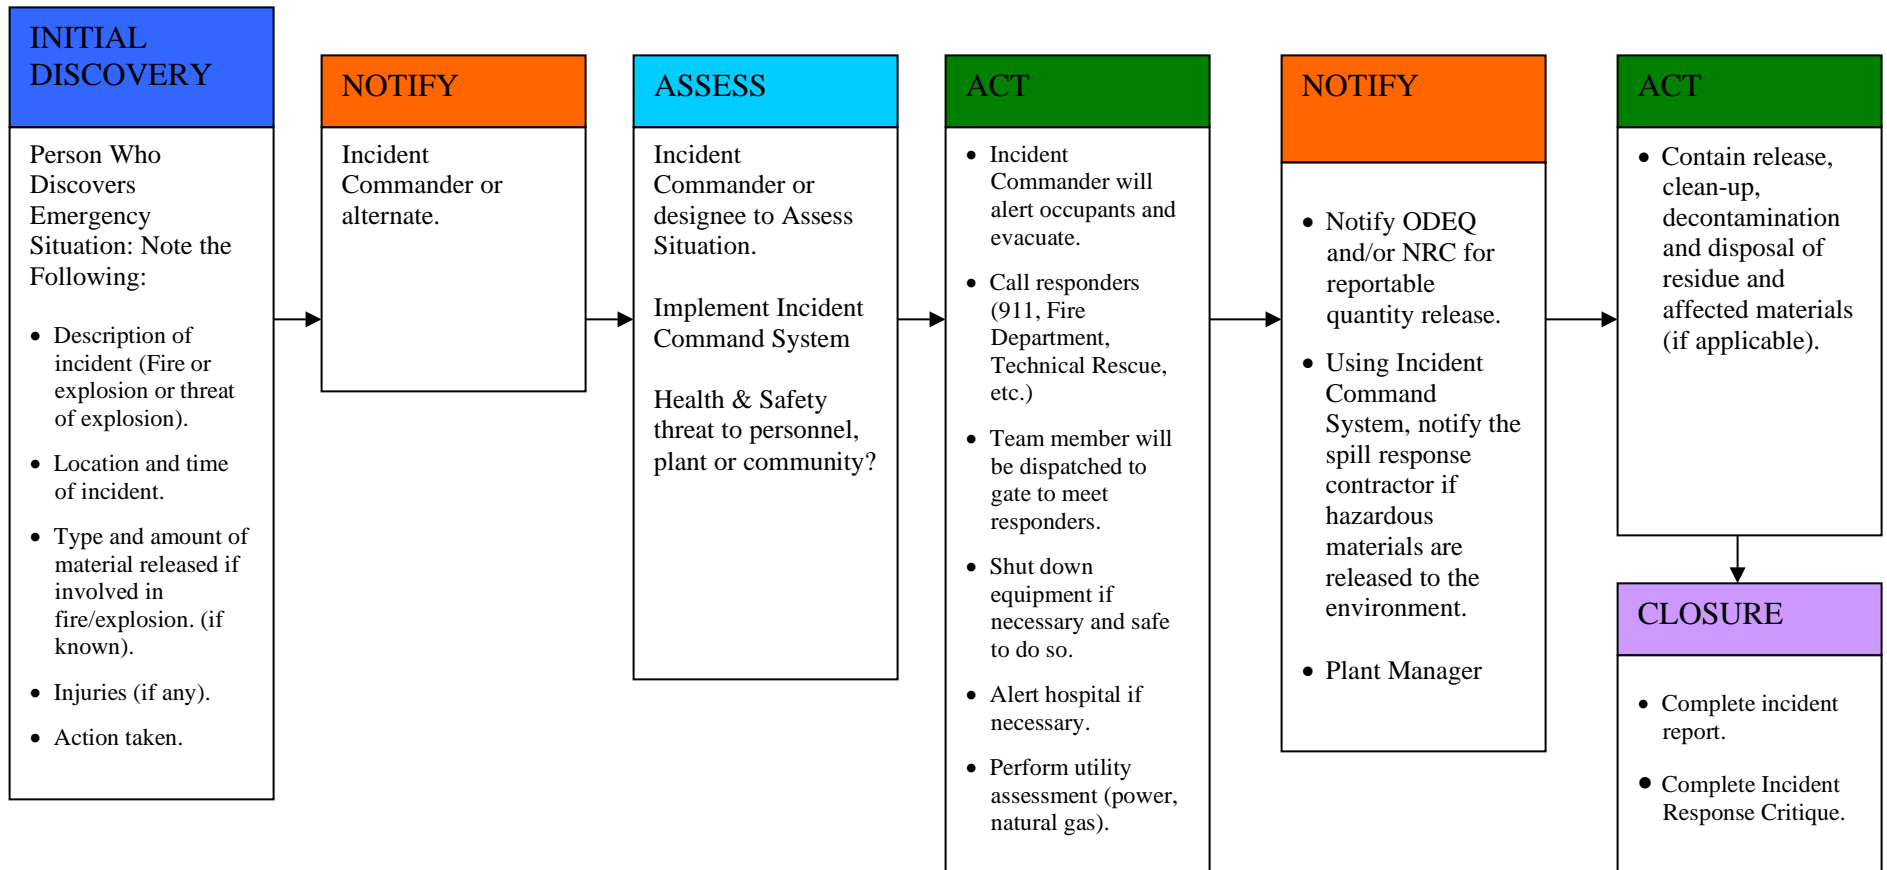 INITIAL
DISCOVERY
Person Who
Discovers
Emergency
Situation: Note the
Following:
• Description of
incident (Fire or
explosion or threat
of explosion).
• Location and time
of incident.
• Type and amount of
material released if
involved in
fire/explosion. (if
known).
• Injuries (if any).
• Action taken.
NOTIFY
Incident
Commander or
alternate.
ASSESS
Incident
Commander or
designee to Assess
Situation.
Implement Incident
Command System
Health & Safety
threat to personnel,
plant or community?
ACT
• Incident
Commander will
alert occupants and
evacuate.
• Call responders
(911, Fire
Department,
Technical Rescue,
etc.)
• Team member will
be dispatched to
gate to meet
responders.
• Shut down
equipment if
necessary and safe
to do so.
• Alert hospital if
necessary.
• Perform utility
assessment (power,
natural gas).
NOTIFY
• Notify ODEQ
and/or NRC for
reportable
quantity release.
• Using Incident
Command
System, notify the
spill response
contractor if
hazardous
materials are
released to the
environment.
• Plant Manager
ACT
• Contain release,
clean-up,
decontamination
and disposal of
residue and
affected materials
(if applicable).
CLOSURE
• Complete incident
report.
• Complete Incident
Response Critique.